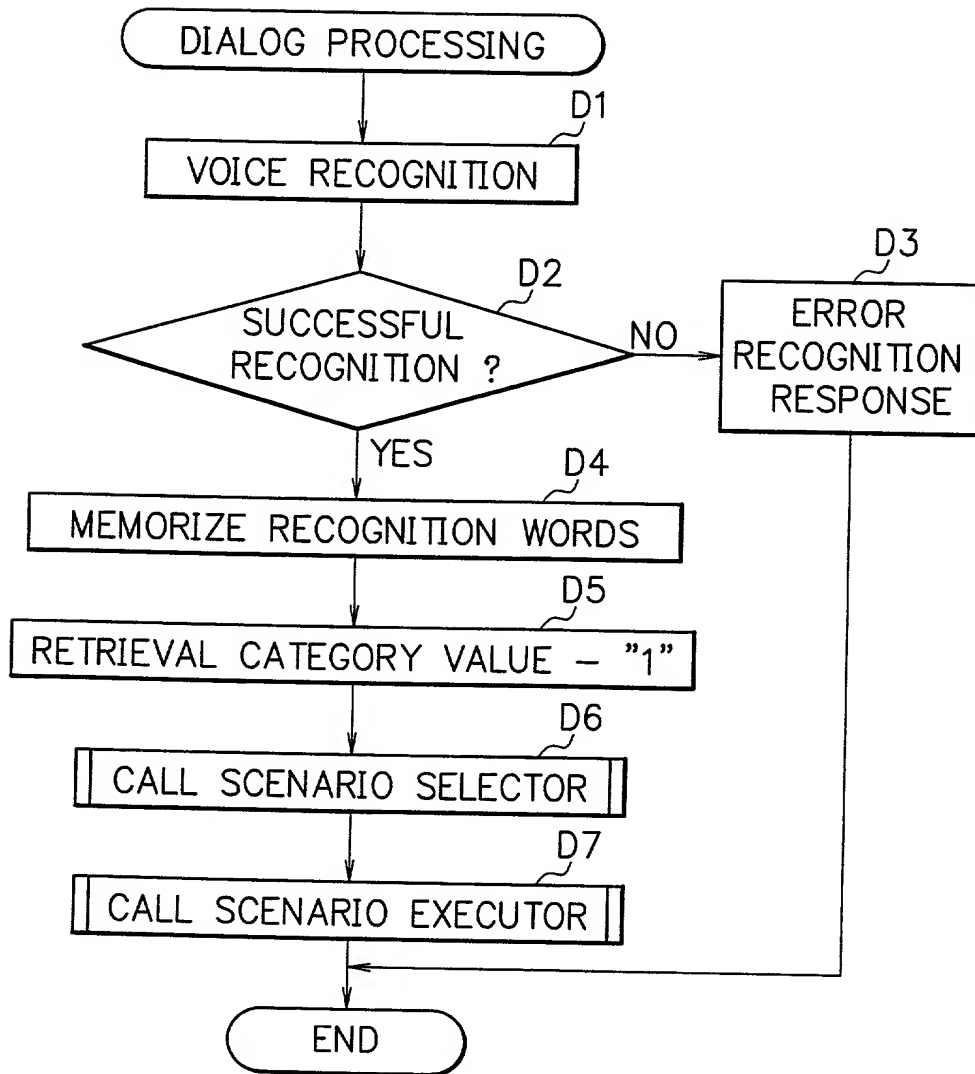 DIALOG PROCESSING
D1
VOICE RECOGNITION
D2
SUCCESSFUL
RECOGNITION ?
NO
D3
ERROR
RECOGNITION
RESPONSE
YES
D4
MEMORIZE RECOGNITION WORDS
D5
RETRIEVAL CATEGORY VALUE – "1"
D6
CALL SCENARIO SELECTOR
D7
CALL SCENARIO EXECUTOR
END